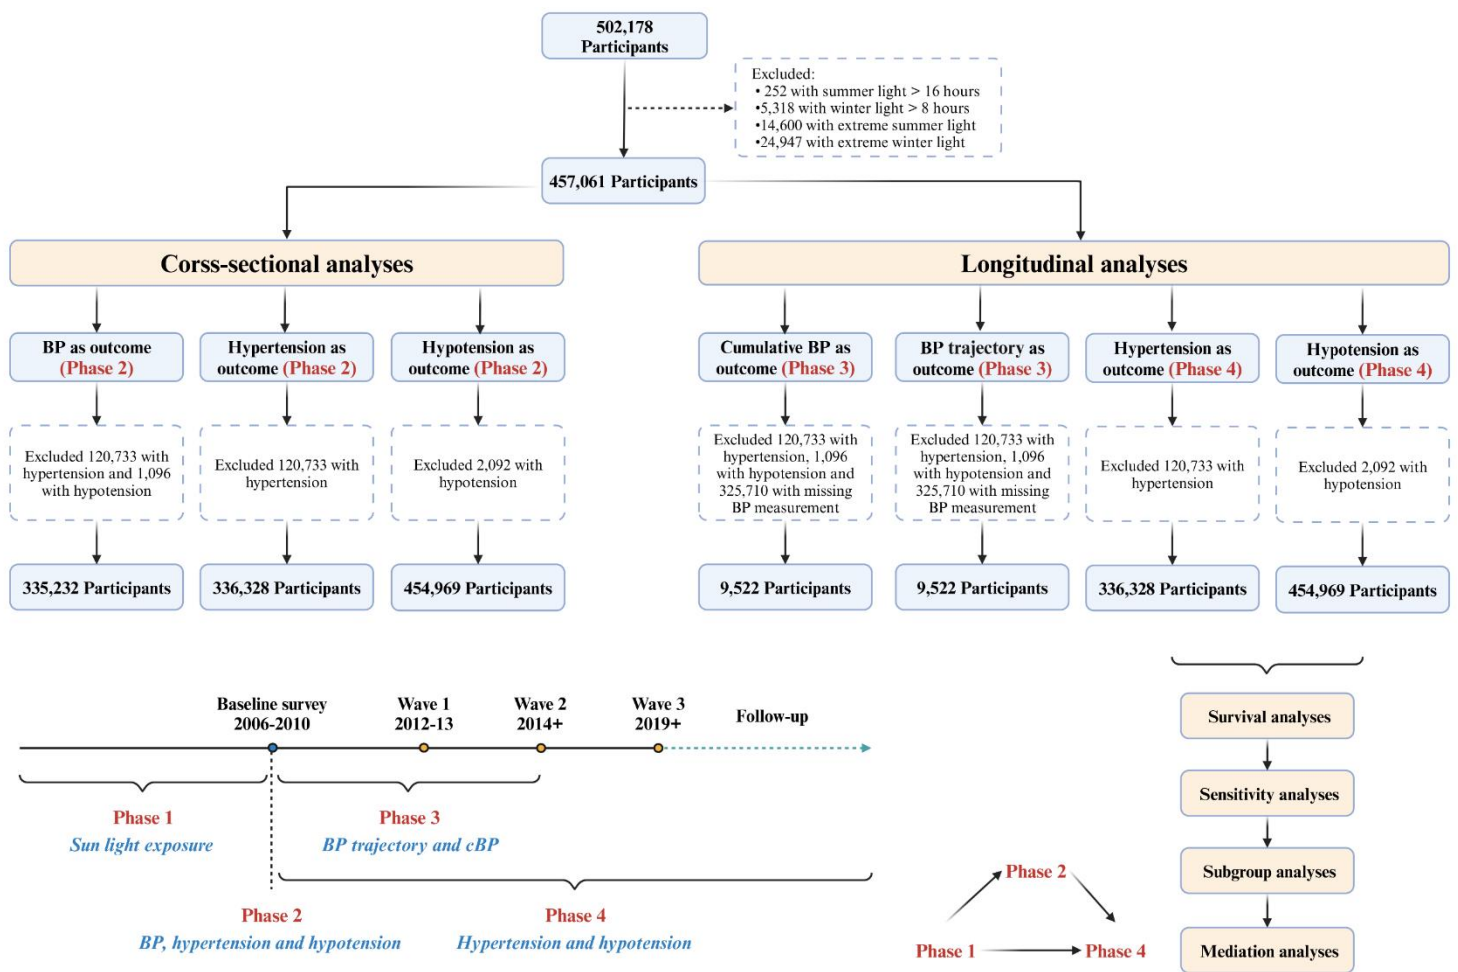 502,178
Participants
Excluded:
• 252 with summer light > 16 hours
•5,318 with winter light > 8 hours
•14,600 with extreme summer light
•24,947 with extreme winter light
457,061 Participants
Corss-sectional analyses
Longitudinal analyses
BP as outcome
(Phase 2)
Hypertension as
outcome (Phase 2)
Hypotension as
outcome (Phase 2)
Cumulative BP as
outcome (Phase 3)
BP trajectory as
outcome (Phase 3)
Hypertension as
outcome (Phase 4)
Hypotension as
outcome (Phase 4)
Excluded 120,733 with
hypertension and 1,096
with hypotension
Excluded 120,733 with
hypertension
Excluded 2,092 with
hypotension
Excluded 120,733 with
hypertension, 1,096
with hypotension and
325,710 with missing
BP measurement
Excluded 120,733 with
hypertension, 1,096
with hypotension and
325,710 with missing
BP measurement
Excluded 120,733 with
hypertension
Excluded 2,092 with
hypotension
335,232 Participants
336,328 Participants
454,969 Participants
9,522 Participants
9,522 Participants
336,328 Participants
454,969 Participants
Baseline survey
2006-2010
Wave 1
2012-13
Wave 2
2014+
Wave 3
2019+
Follow-up
Phase 1
Sun light exposure
Phase 3
BP trajectory and cBP
Phase 2
BP, hypertension and hypotension
Phase 4
Hypertension and hypotension
Phase 2
Phase 1
Phase 4
Survival analyses
Sensitivity analyses
Subgroup analyses
Mediation analyses